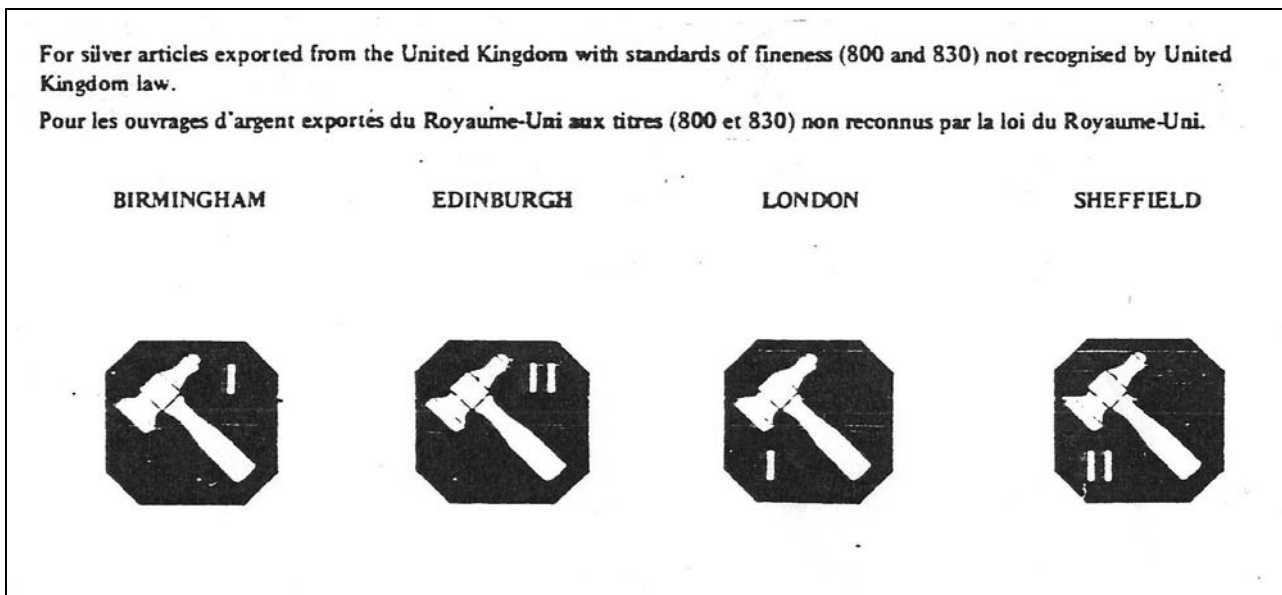 For silver articles exported from the United Kingdom with standards of fineness (800 and 830) not recognised by United
Kingdom law.
Pour les ouvrages d'argent exportés du Royaume-Uni aux titres (800 et 830) non reconnus par la loi du Royaume-Uni.
BIRMINGHAM EDINBURGH LONDON SHEFFIELD
I II I II